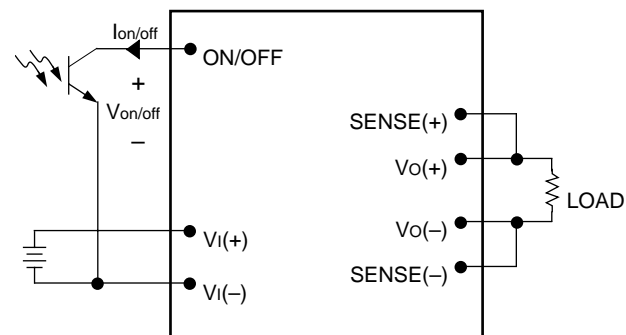 Ion/off
ON/OFF
+
Von/off
–
SENSE(+)
VO(+)
LOAD
VO(–)
VI(+)
SENSE(–)
VI(–)